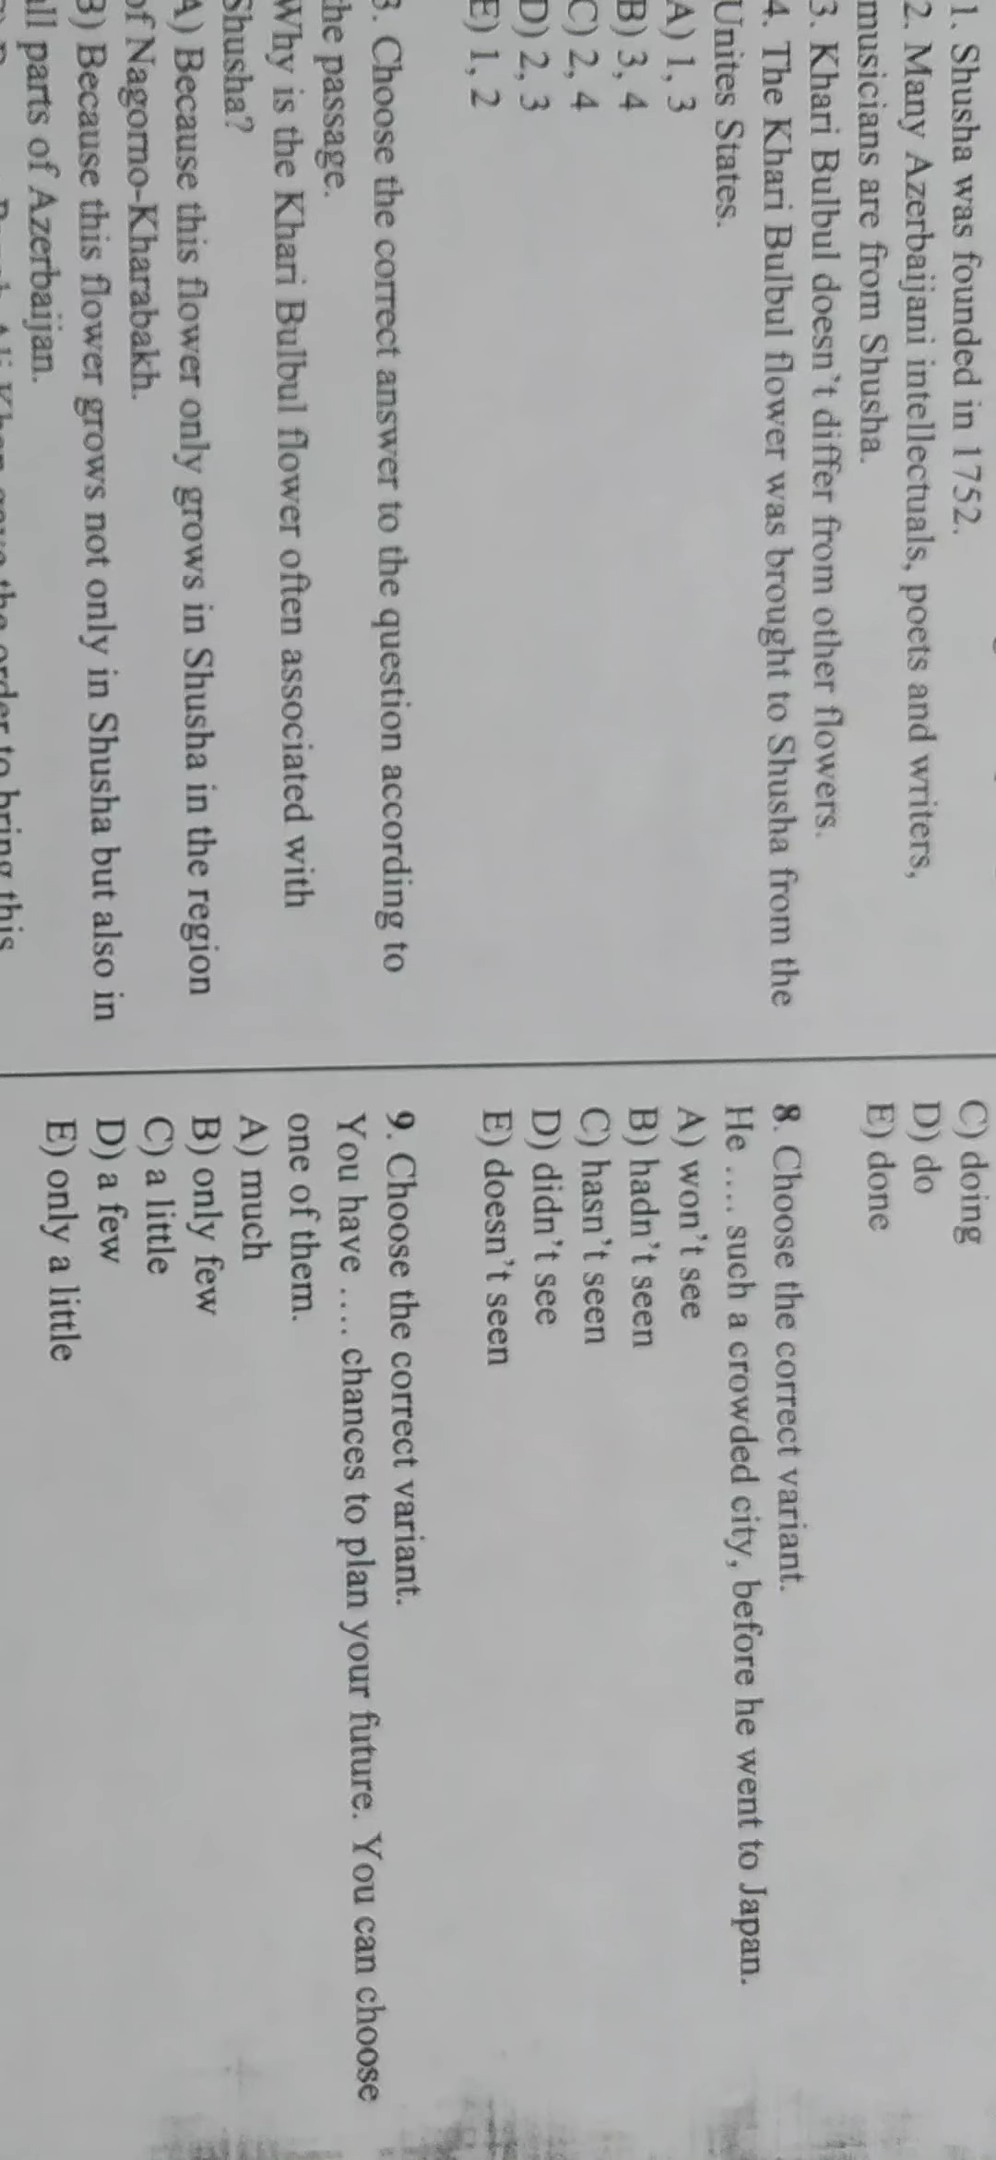 1. Shusha was founded in 1752.
2. Many Azerbaijani intellectuals, poets and writers,
musicians are from Shusha.
3. Khari Bulbul doesn't differ from other flowers.
4. The Khari Bulbul flower was brought to Shusha from the
Unites States.
A) 1, 3
B) 3, 4
C) 2, 4
D) 2, 3
E) 1, 2
3. Choose the correct answer to the question according to
the passage.
Why is the Khari Bulbul flower often associated with
Shusha?
A) Because this flower only grows in Shusha in the region
of Nagorno-Kharabakh.
B) Because this flower grows not only in Shusha but also in
all parts of Azerbaijan.
gave the order to bring this
C) doing
D) do
E) done
8. Choose the correct variant.
He .... such a crowded city, before he went to Japan.
A) won't see
B) hadn't seen
C) hasn't seen
D) didn't see
E) doesn't seen
9. Choose the correct variant.
You have .... chances to plan your future. You can choose
one of them.
A) much
B) only few
C) a little
D) a few
E) only a little